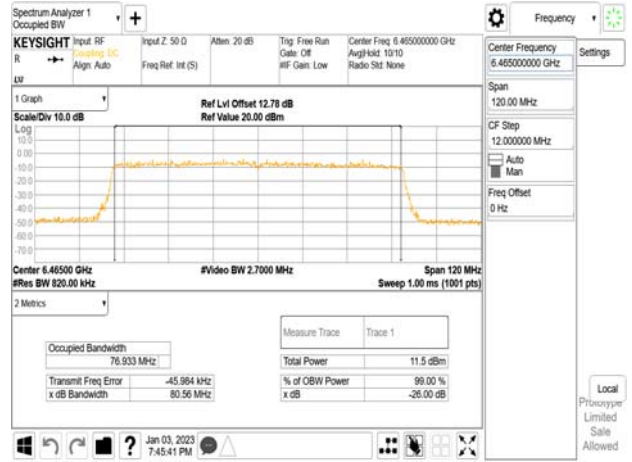 Spectrum Analyzer 1
Occupied BW
Frequency
KEYSIGHT
R
Input: RF
Coupling: DC
Align: Auto
Input Z: 50 Ω
Freq Ref: Int (S)
Atten: 20 dB
Trig: Free Run
Gate: Off
#IF Gain: Low
Center Freq: 6.465000000 GHz
Avg|Hold: 10/10
Radio Std: None
Center Frequency
6.465000000 GHz
Settings
Span
120.00 MHz
CF Step
12.000000 MHz
Auto
Man
Freq Offset
0 Hz
1 Graph
Scale/Div 10.0 dB
Ref Lvl Offset 12.78 dB
Ref Value 20.00 dBm
Log
10.0
0.00
-10.0
-20.0
-30.0
-40.0
-50.0
-60.0
-70.0
Center 6.46500 GHz
#Res BW 820.00 kHz
#Video BW 2.7000 MHz
Span 120 MHz
Sweep 1.00 ms (1001 pts)
2 Metrics
Measure Trace Trace 1
Occupied Bandwidth
76.933 MHz
Total Power 11.5 dBm
Transmit Freq Error -45.984 kHz
% of OBW Power 99.00 %
x dB Bandwidth 80.56 MHz
x dB -26.00 dB
Local
Prototype
Limited
Sale
Allowed
?
Jan 03, 2023
7:45:41 PM